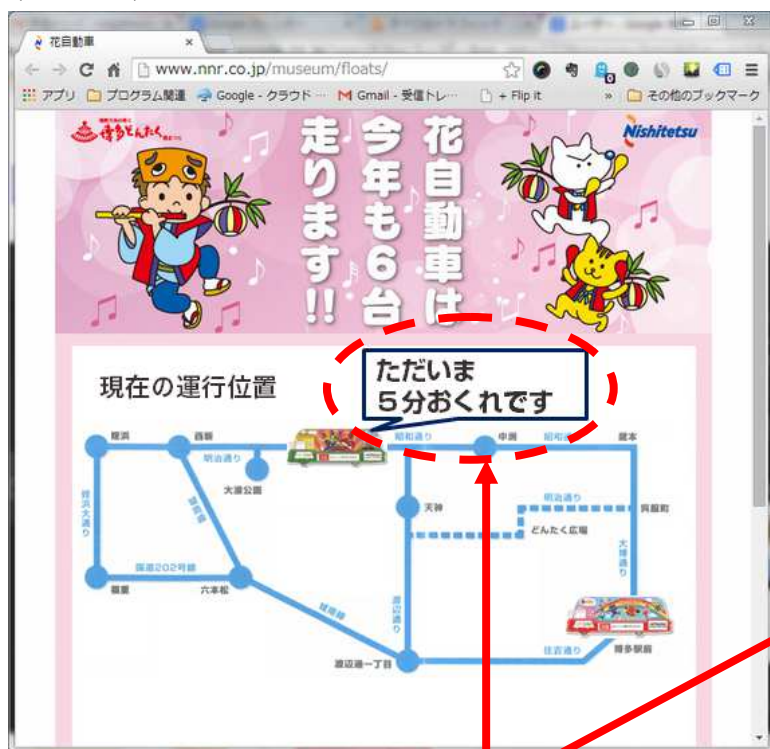 花自動車
www.nnr.co.jp/museum/floats/
アプリ
プログラム関連
Google - クラウド …
Gmail - 受信トレ…
+ Flip it
»
その他のブックマーク
博多どんたく
Nishitetsu
花自動車は
今年も6台
走ります!!
現在の運行位置
ただいま
5分おくれです
姪浜
西新
昭和通り
中洲
昭和通り
蔵本
明治通り
大濠公園
姪浜大通り
天神
明治通り
呉服町
どんたく広場
大博通り
国道202号線
六本松
城南線
渡辺通り
渡辺通一丁目
住吉通り
博多駅前